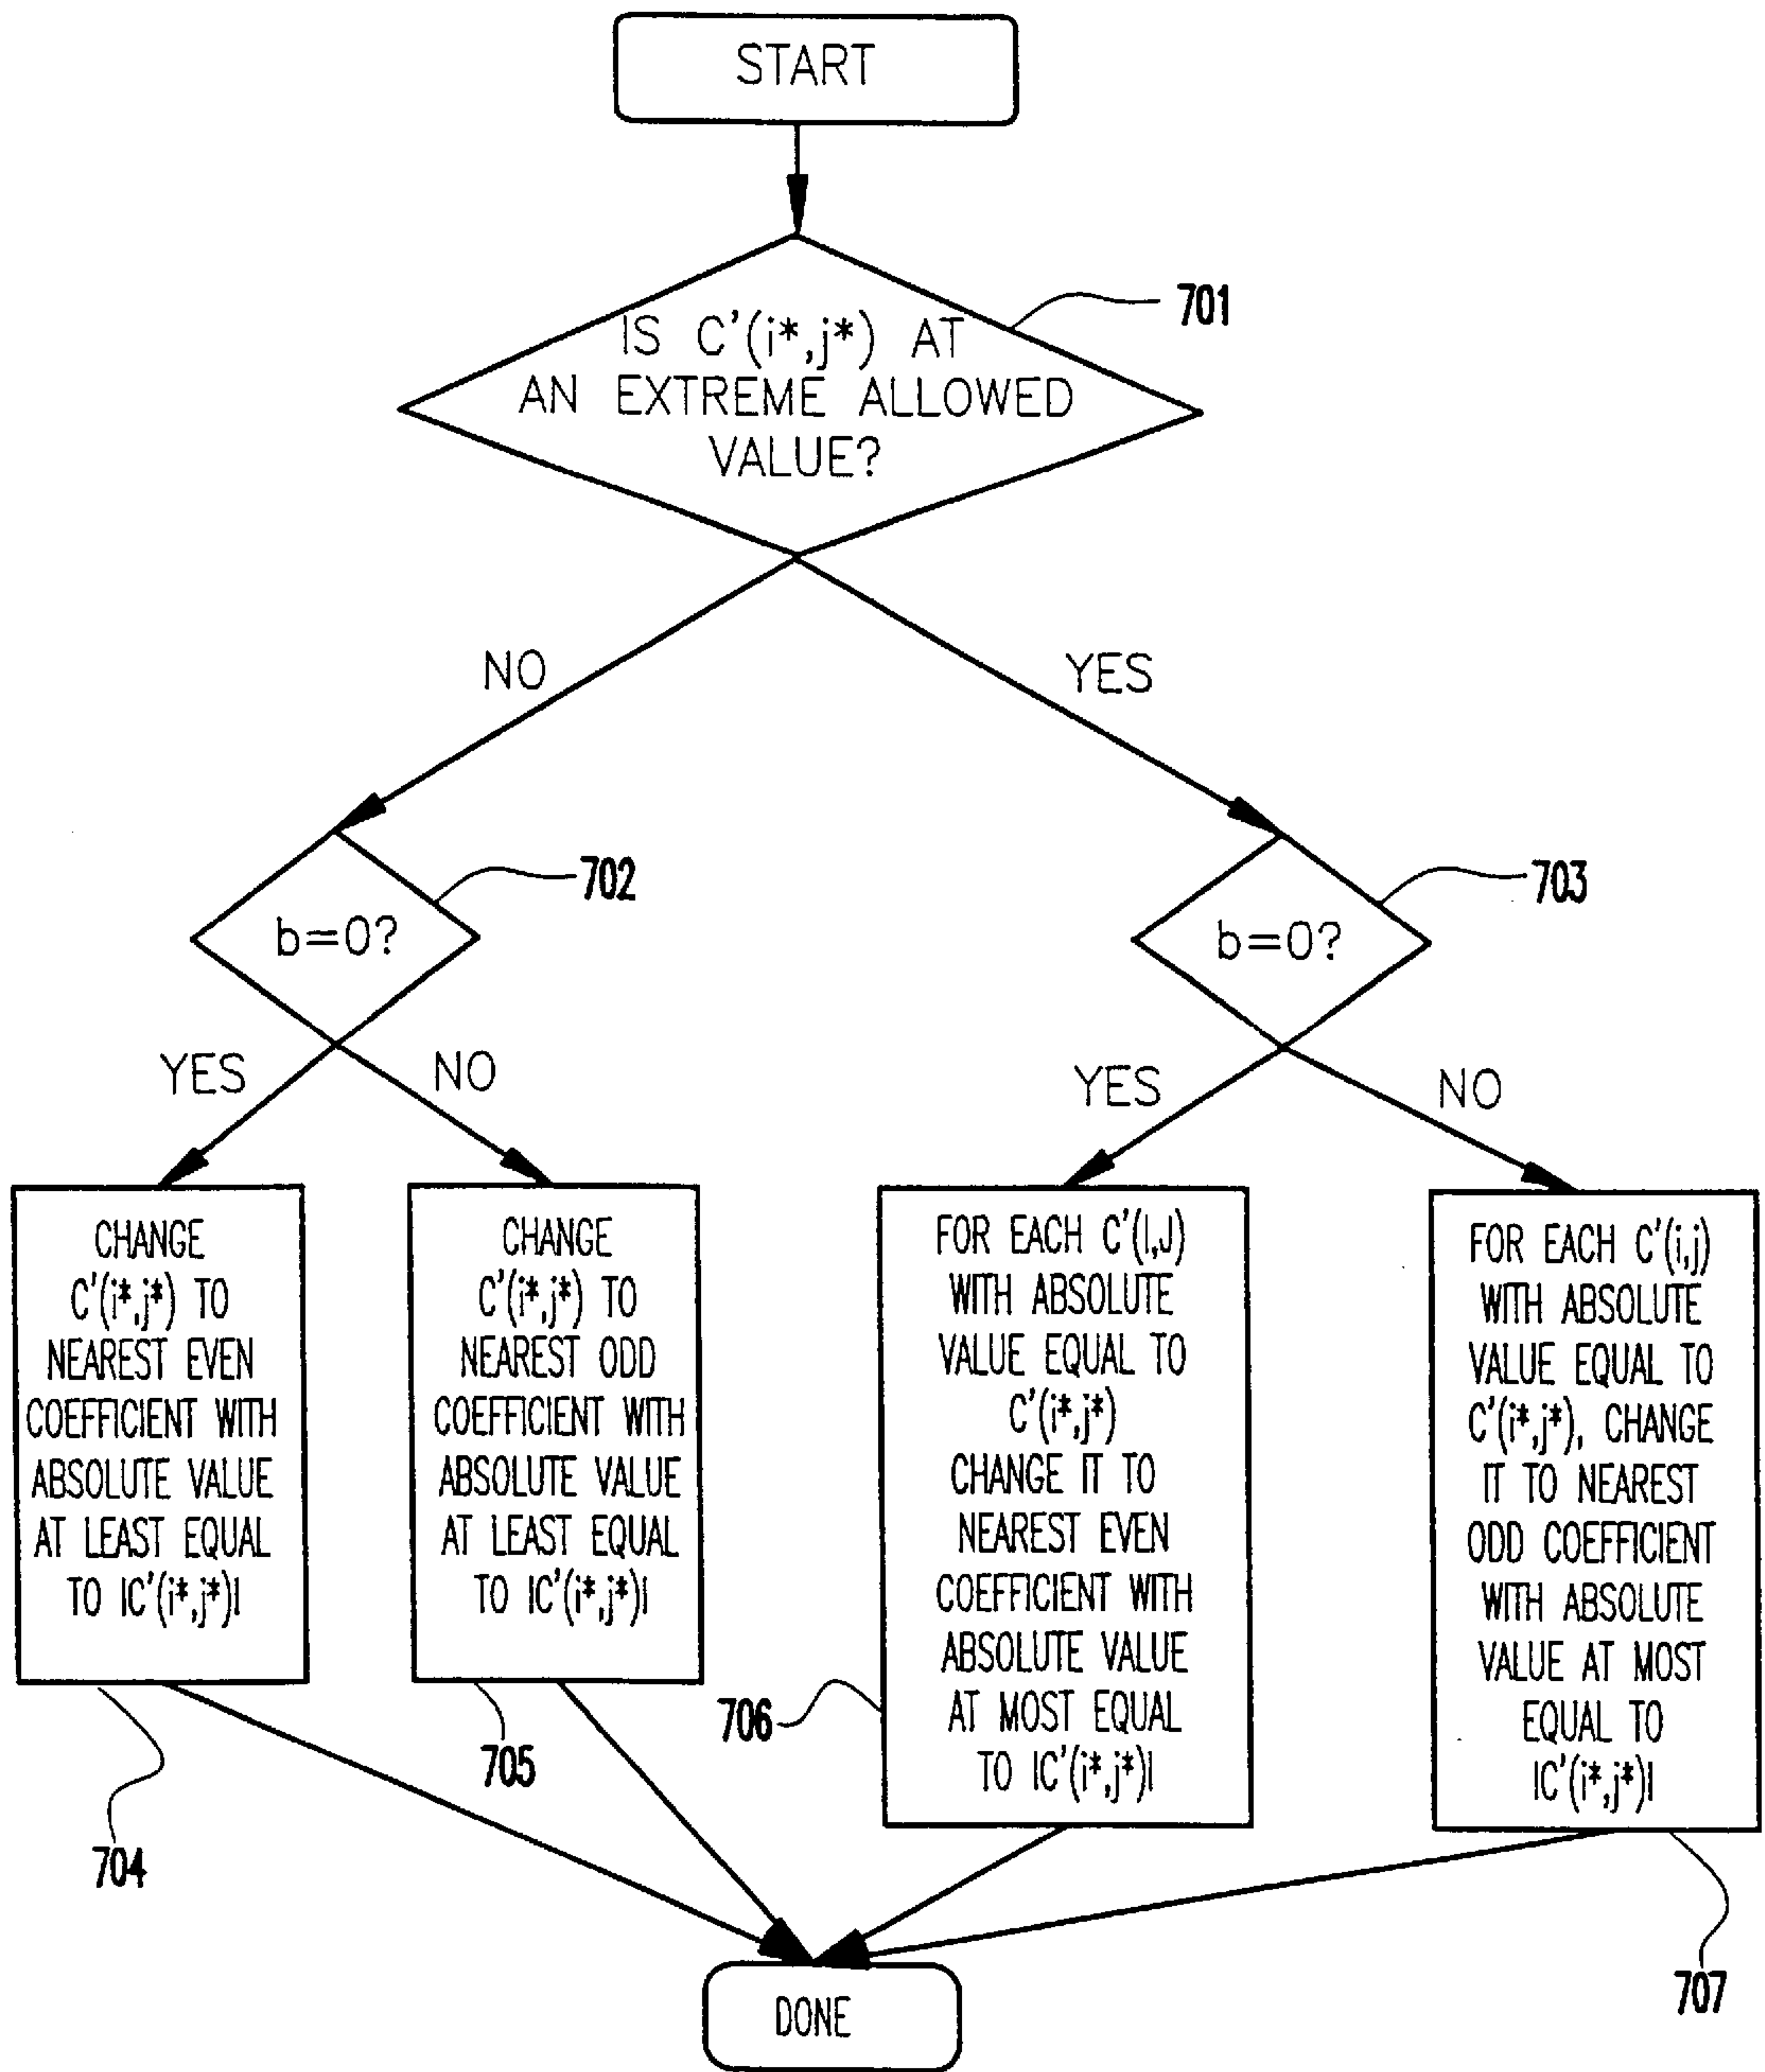 START
701
IS C'(i*,j*) AT
AN EXTREME ALLOWED
VALUE?
NO
YES
702
b=0?
703
b=0?
YES
NO
YES
NO
CHANGE
C'(i*,j*) TO
NEAREST EVEN
COEFFICIENT WITH
ABSOLUTE VALUE
AT LEAST EQUAL
TO |C'(i*,j*)|
CHANGE
C'(i*,j*) TO
NEAREST ODD
COEFFICIENT WITH
ABSOLUTE VALUE
AT LEAST EQUAL
TO |C'(i*,j*)|
FOR EACH C'(I,J)
WITH ABSOLUTE
VALUE EQUAL TO
C'(i*,j*)
CHANGE IT TO
NEAREST EVEN
COEFFICIENT WITH
ABSOLUTE VALUE
AT MOST EQUAL
TO |C'(i*,j*)|
FOR EACH C'(i,j)
WITH ABSOLUTE
VALUE EQUAL TO
C'(i*,j*), CHANGE
IT TO NEAREST
ODD COEFFICIENT
WITH ABSOLUTE
VALUE AT MOST
EQUAL TO
|C'(i*,j*)|
704
705
706
707
DONE